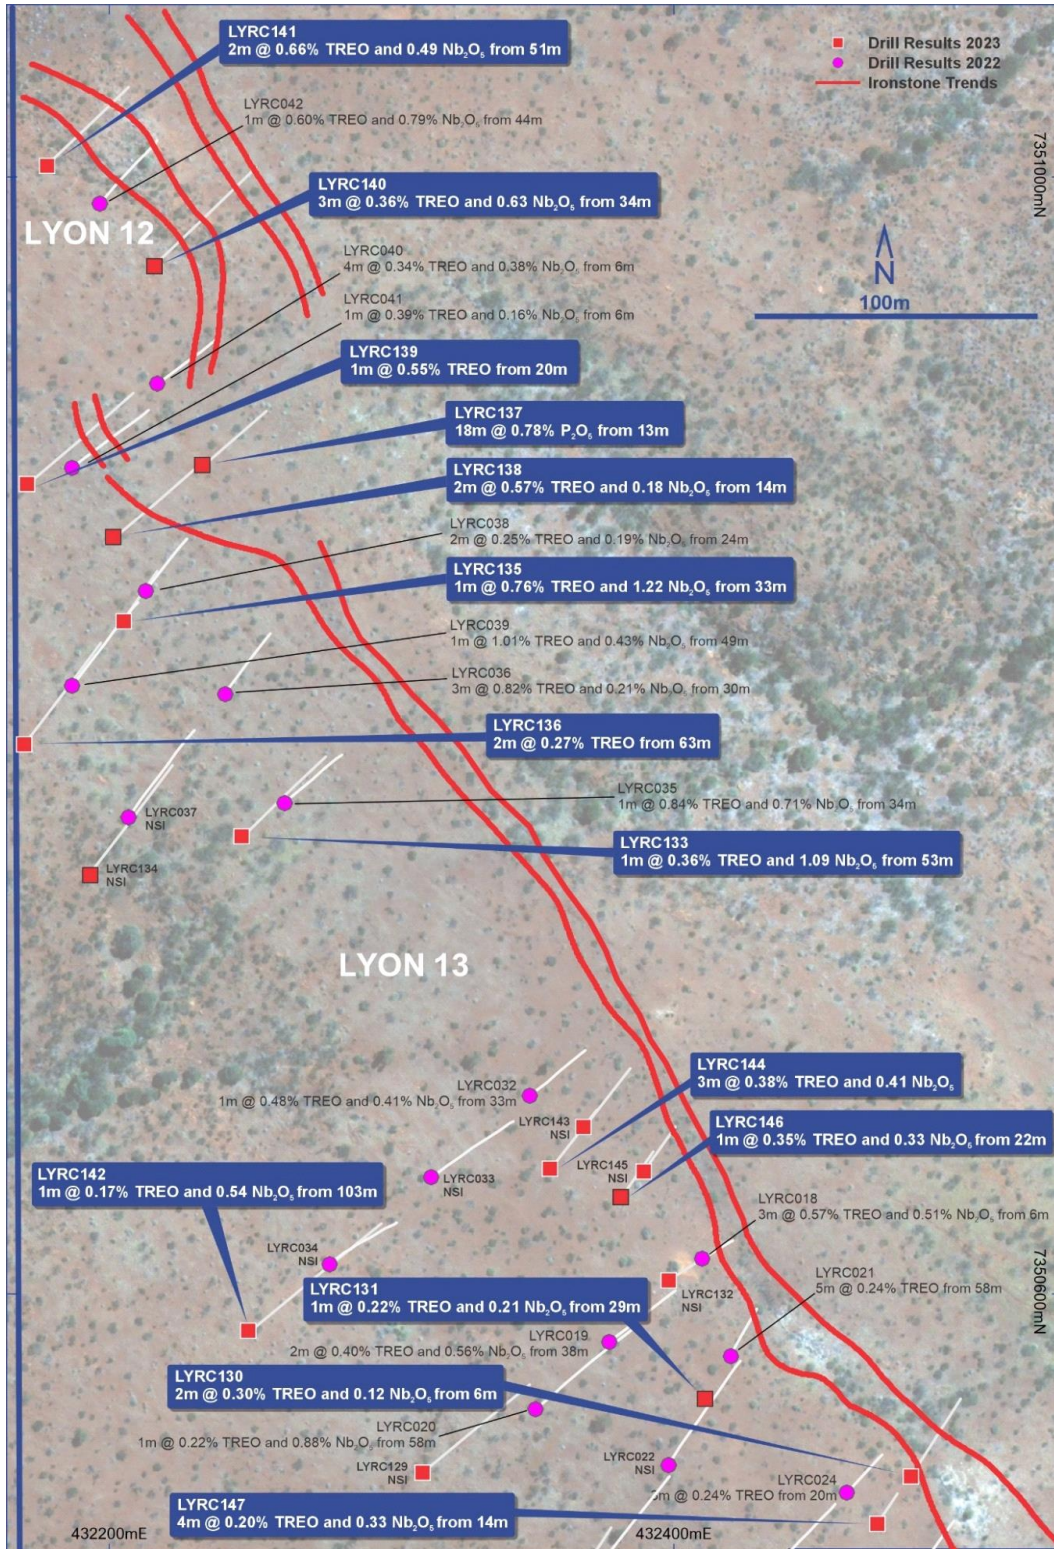 LYRC141
2m @ 0.66% TREO and 0.49 Nb₂O₅ from 51m
Drill Results 2023
Drill Results 2022
Ironstone Trends
LYRC042
1m @ 0.60% TREO and 0.79% Nb₂O₅ from 44m
7351000mN
LYRC140
3m @ 0.36% TREO and 0.63 Nb₂O₅ from 34m
LYON 12
N
100m
LYRC040
4m @ 0.34% TREO and 0.38% Nb₂O from 6m
LYRC041
1m @ 0.39% TREO and 0.16% Nb₂O₅ from 6m
LYRC139
1m @ 0.55% TREO from 20m
LYRC137
18m @ 0.78% P₂O₅ from 13m
LYRC138
2m @ 0.57% TREO and 0.18 Nb₂O₅ from 14m
LYRC038
2m @ 0.25% TREO and 0.19% Nb₂O from 24m
LYRC135
1m @ 0.76% TREO and 1.22 Nb₂O₅ from 33m
LYRC039
1m @ 1.01% TREO and 0.43% Nb₂O from 49m
LYRC036
3m @ 0.82% TREO and 0.21% Nb₂O from 30m
LYRC136
2m @ 0.27% TREO from 63m
LYRC035
1m @ 0.84% TREO and 0.71% Nb₂O from 34m
LYRC037
NSI
LYRC133
1m @ 0.36% TREO and 1.09 Nb₂O₅ from 53m
LYRC134
NSI
LYON 13
LYRC144
3m @ 0.38% TREO and 0.41 Nb₂O₅
LYRC032
1m @ 0.48% TREO and 0.41% Nb₂O₅ from 33m
LYRC143
NSI
LYRC146
1m @ 0.35% TREO and 0.33 Nb₂O₅ from 22m
LYRC145
NSI
LYRC142
1m @ 0.17% TREO and 0.54 Nb₂O₅ from 103m
LYRC033
NSI
LYRC018
3m @ 0.57% TREO and 0.51% Nb₂O₅ from 6m
LYRC034
NSI
LYRC021
5m @ 0.24% TREO from 58m
7350600mN
LYRC131
1m @ 0.22% TREO and 0.21 Nb₂O₅ from 29m
LYRC132
NSI
LYRC019
2m @ 0.40% TREO and 0.56% Nb₂O₅ from 38m
LYRC130
2m @ 0.30% TREO and 0.12 Nb₂O₅ from 6m
LYRC020
1m @ 0.22% TREO and 0.88% Nb₂O from 58m
LYRC129
NSI
LYRC022
NSI
LYRC024
@ 0.24% TREO from 20m
LYRC147
4m @ 0.20% TREO and 0.33 Nb₂O₅ from 14m
432200mE
432400mE